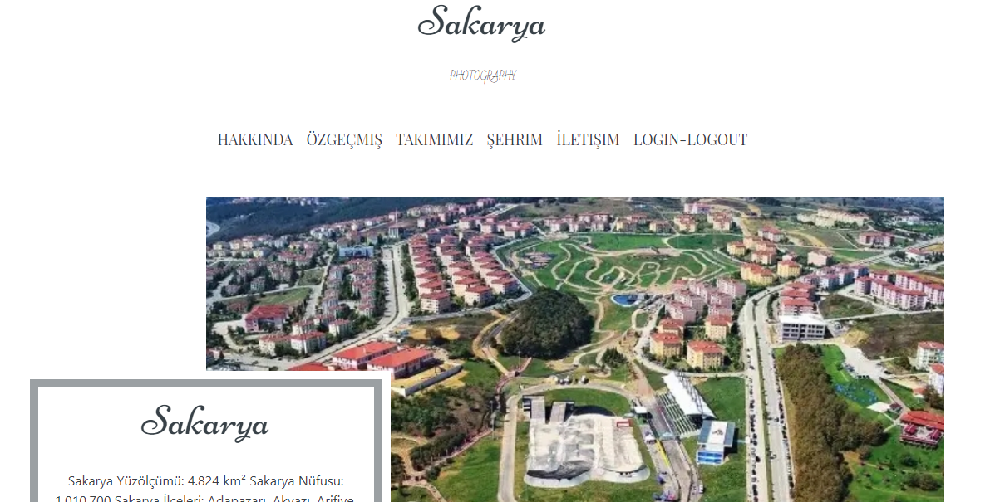 Sakarya
PHOTOGRAPHY
HAKKINDA ÖZGEÇMIŞ TAKIMIMIZ ŞEHRIM İLETIŞIM LOGIN-LOGOUT
Sakarya
Sakarya Yüzölçümü: 4.824 km² Sakarya Nüfusu:
1.010.700 Sakarya İlçeleri: Adapazarı, Akyazı, Arifiye